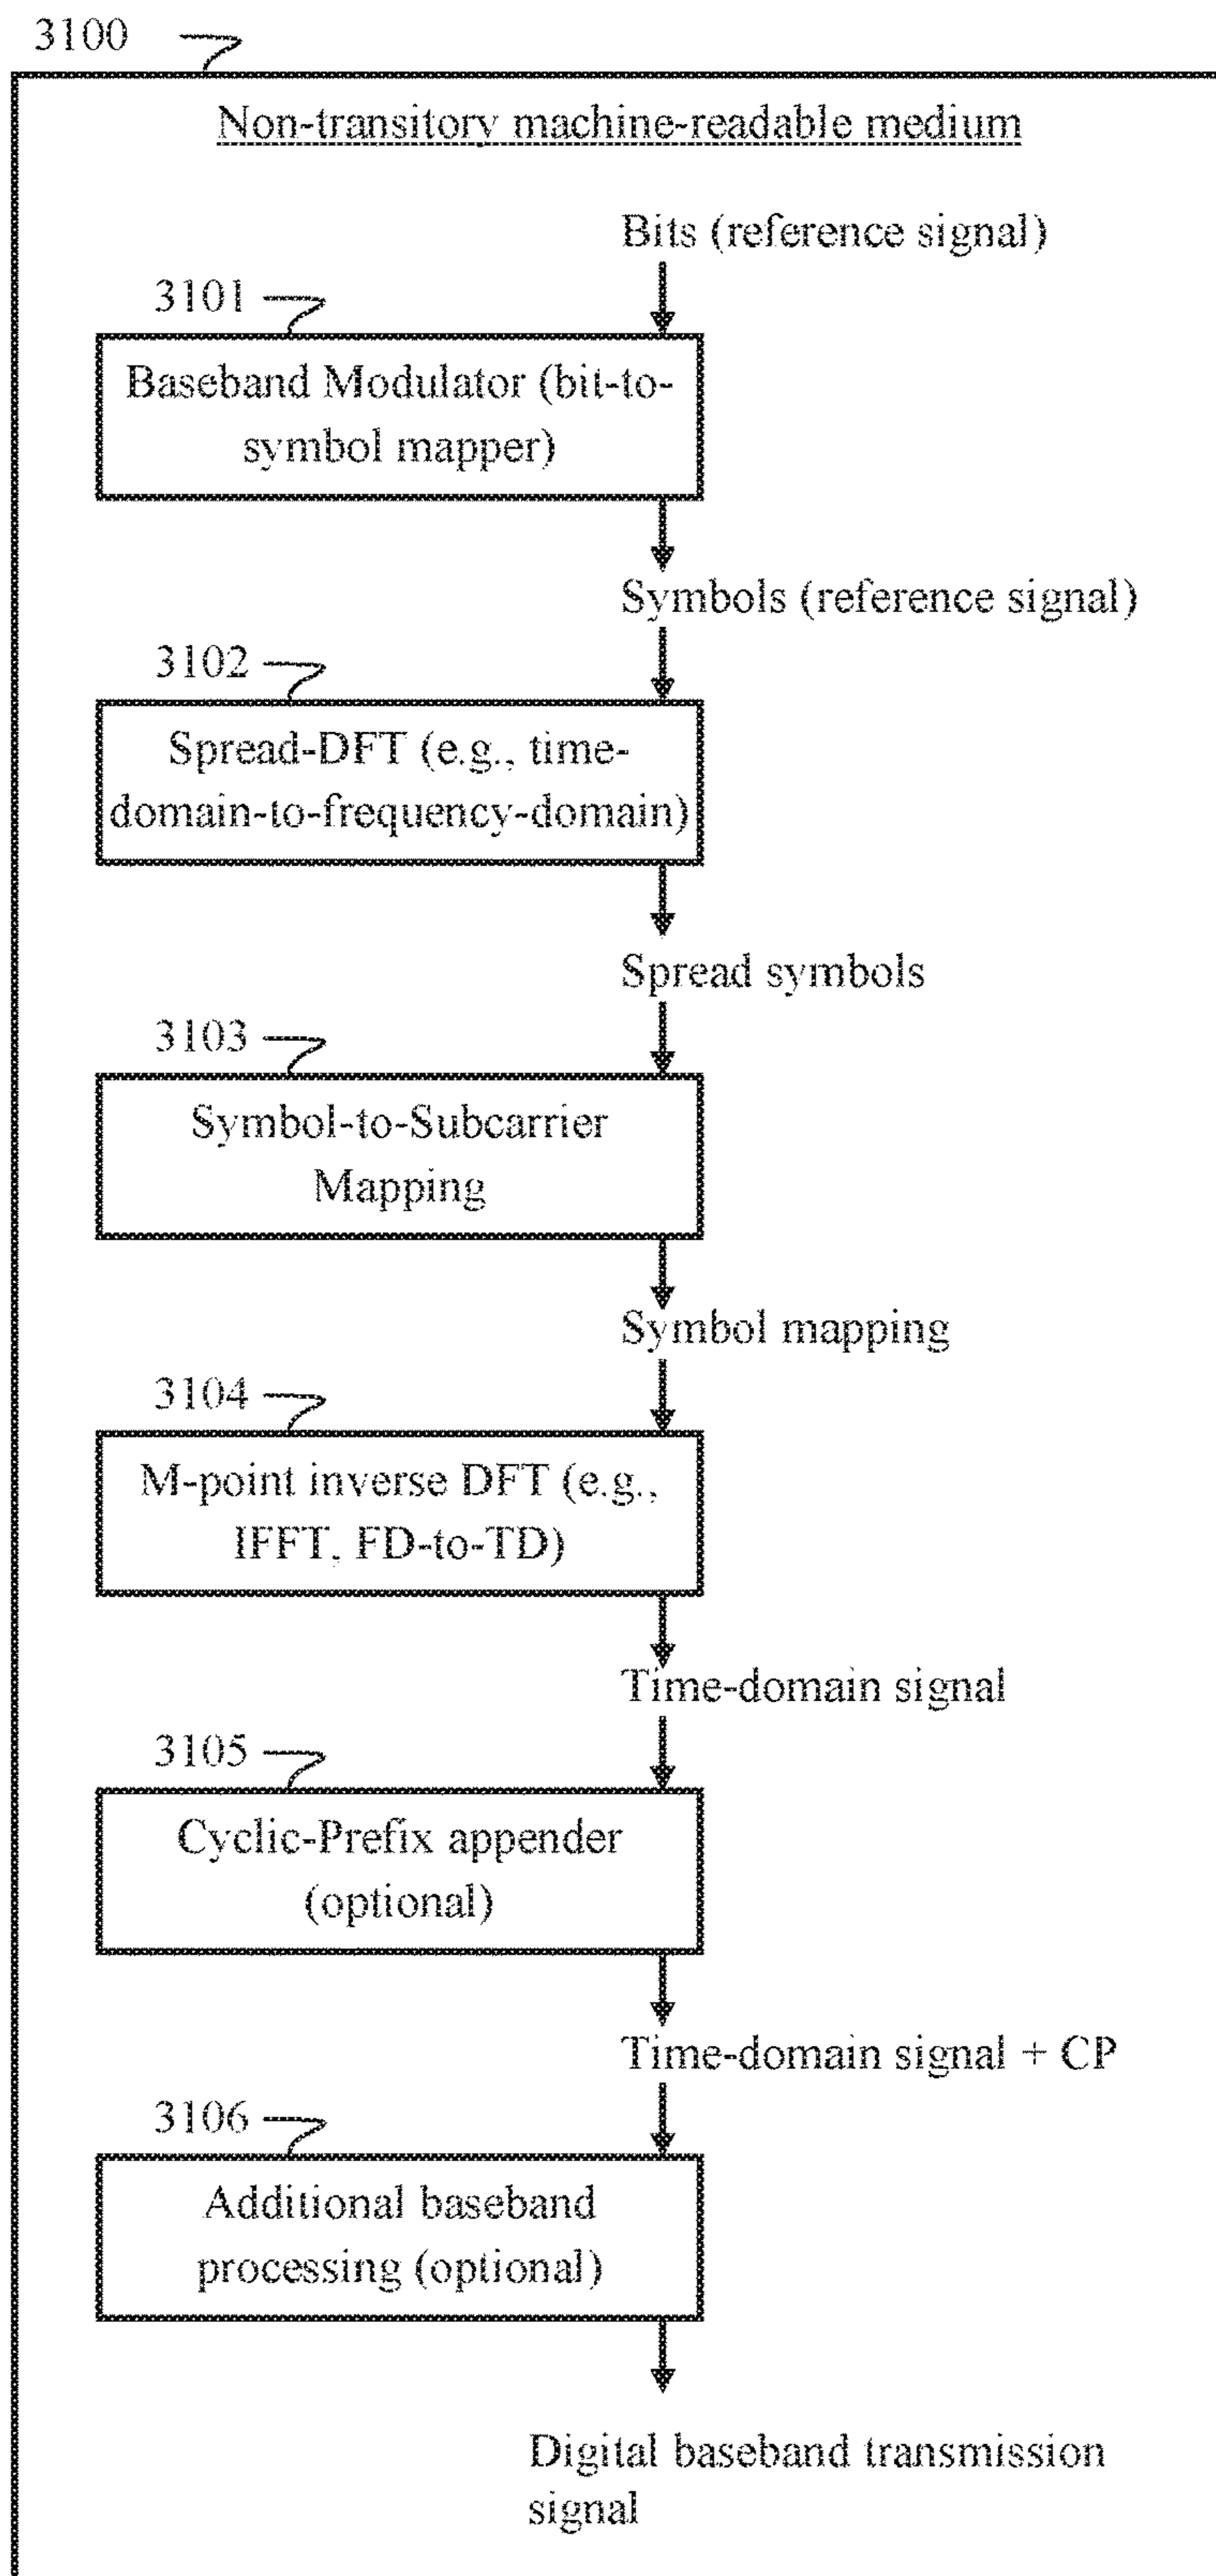 3100
Non-transitory machine-readable medium
Bits (reference signal)
3101
Baseband Modulator (bit-to-
symbol mapper)
Symbols (reference signal)
3102
Spread-DFT (e.g., time-
domain-to-frequency-domain)
Spread symbols
3103
Symbol-to-Subcarrier
Mapping
Symbol mapping
3104
M-point inverse DFT (e.g.,
IFFT, FD-to-TD)
Time-domain signal
3105
Cyclic-Prefix appender
(optional)
Time-domain signal + CP
3106
Additional baseband
processing (optional)
Digital baseband transmission
signal